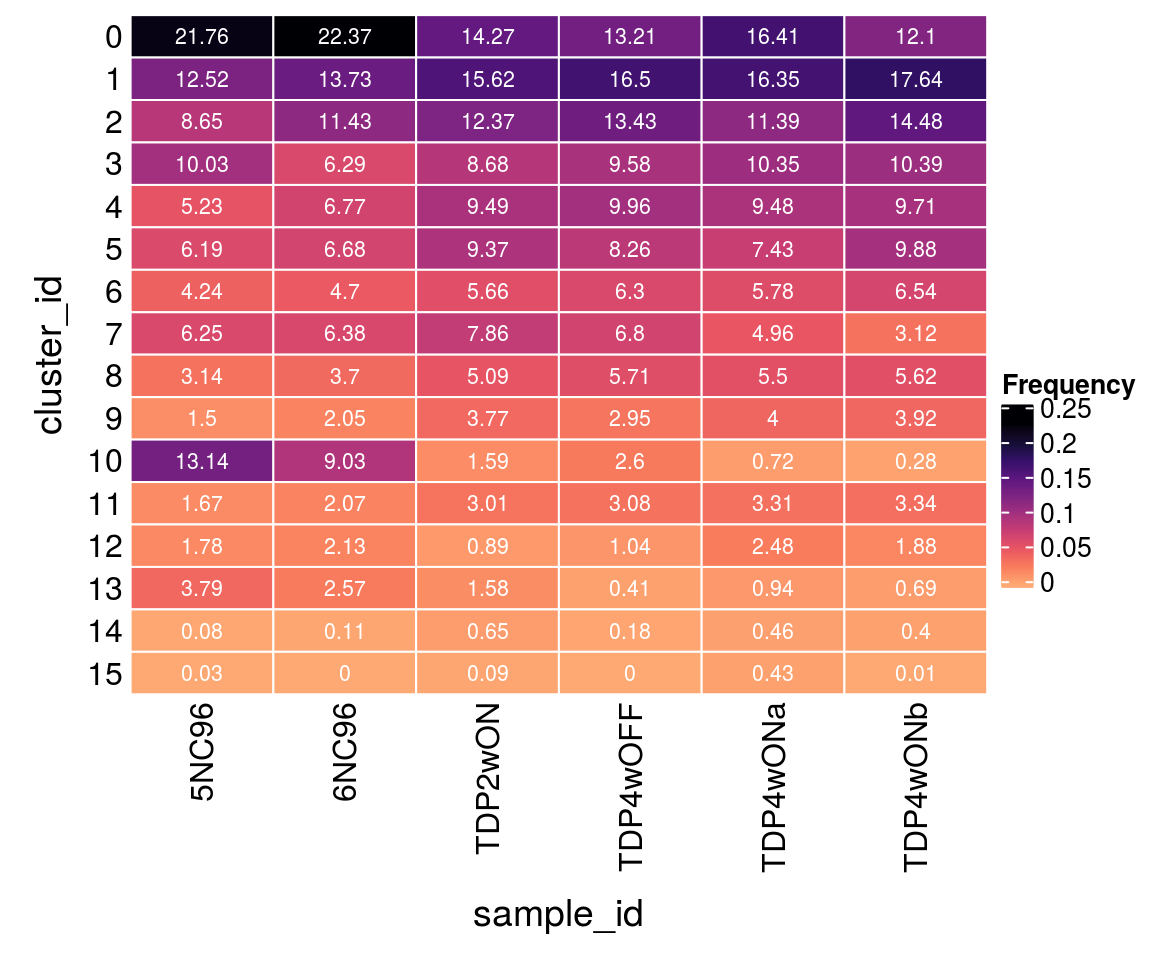 0 21.76 22.37 14.27 13.21 16.41 12.1
1 12.52 13.73 15.62 16.5 16.35 17.64
2 8.65 11.43 12.37 13.43 11.39 14.48
3 10.03 6.29 8.68 9.58 10.35 10.39
4 5.23 6.77 9.49 9.96 9.48 9.71
5 6.19 6.68 9.37 8.26 7.43 9.88
6 4.24 4.7 5.66 6.3 5.78 6.54
7 6.25 6.38 7.86 6.8 4.96 3.12
8 3.14 3.7 5.09 5.71 5.5 5.62
9 1.5 2.05 3.77 2.95 4 3.92
10 13.14 9.03 1.59 2.6 0.72 0.28
11 1.67 2.07 3.01 3.08 3.31 3.34
12 1.78 2.13 0.89 1.04 2.48 1.88
13 3.79 2.57 1.58 0.41 0.94 0.69
14 0.08 0.11 0.65 0.18 0.46 0.4
15 0.03 0 0.09 0 0.43 0.01
cluster_id
5NC96
6NC96
TDP2wON
TDP4wOFF
TDP4wONa
TDP4wONb
sample_id
Frequency
0.25
0.2
0.15
0.1
0.05
0